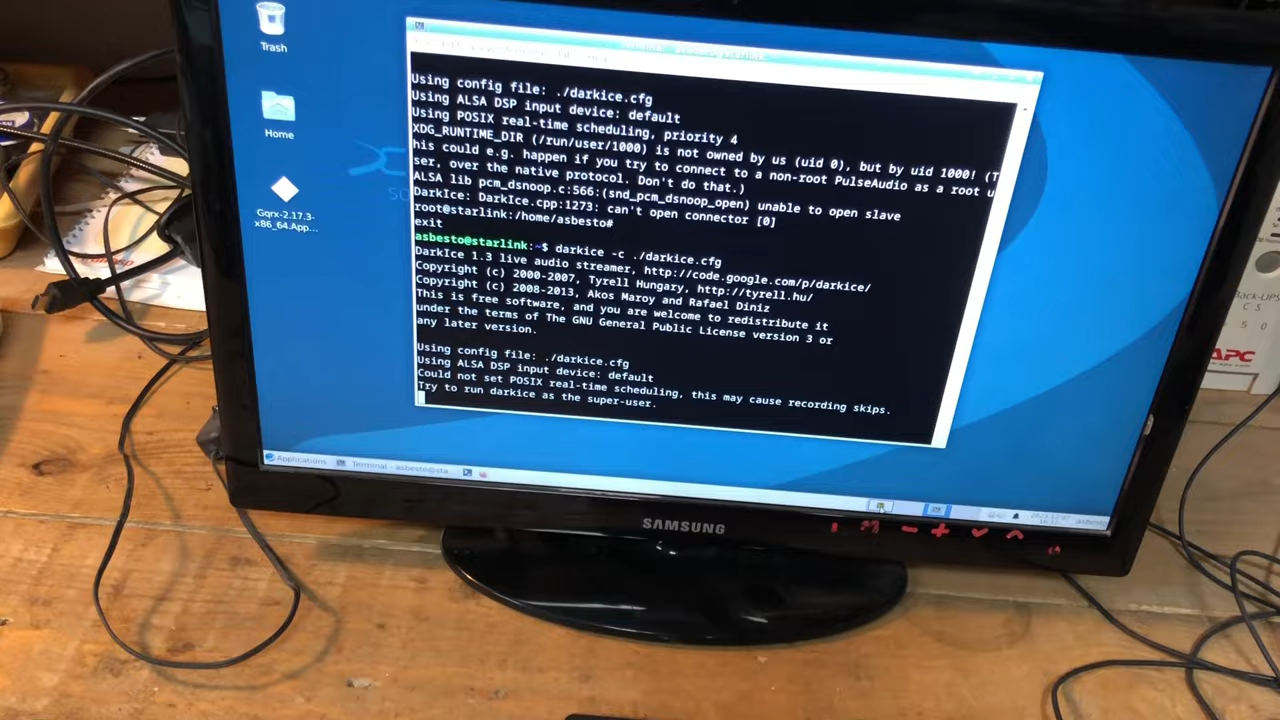 Trash
Home
Gqrx-2.17.3-
x86_64.App...
Using config file: ./darkice.cfg
Using ALSA DSP input device: default
Using POSIX real-time scheduling, priority 4
XDG_RUNTIME_DIR (/run/user/1000) is not owned by us (uid 0), but by uid 1000! (T
his could e.g. happen if you try to connect to a non-root PulseAudio as a root u
ser, over the native protocol. Don't do that.)
ALSA lib pcm_dsnoop.c:566:(snd_pcm_dsnoop_open) unable to open slave
DarkIce: DarkIce.cpp:1273: can't open connector [0]
root@starlink:/home/asbesto#
exit
asbesto@starlink:~$ darkice -c ./darkice.cfg
DarkIce 1.3 live audio streamer, http://code.google.com/p/darkice/
Copyright (c) 2000-2007, Tyrell Hungary, http://tyrell.hu/
Copyright (c) 2008-2013, Akos Maroy and Rafael Diniz
This is free software, and you are welcome to redistribute it
under the terms of The GNU General Public License version 3 or
any later version.
Using config file: ./darkice.cfg
Using ALSA DSP input device: default
Could not set POSIX real-time scheduling, this may cause recording skips.
Try to run darkice as the super-user.
Applications
Terminal - asbesto@sta...
asbesto
SAMSUNG
Back-UPS
CS
APC